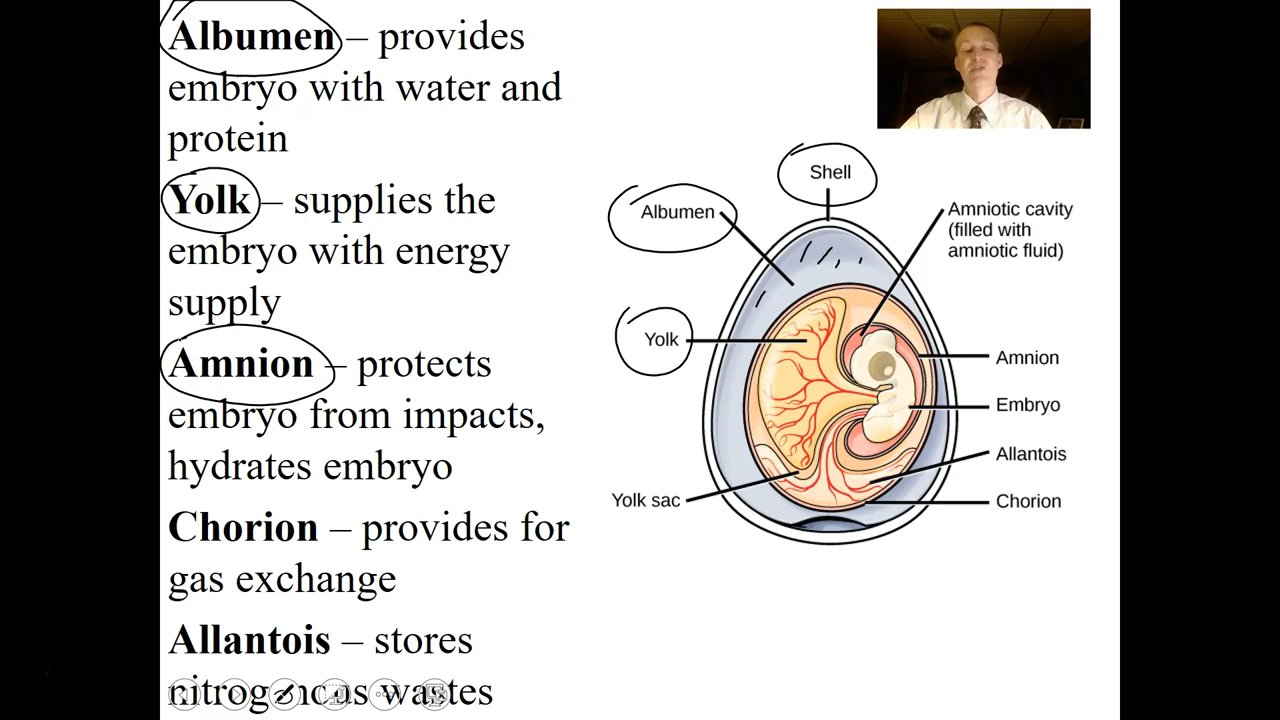 Albumen – provides
embryo with water and
protein
Yolk – supplies the
embryo with energy
supply
Amnion – protects
embryo from impacts,
hydrates embryo
Chorion – provides for
gas exchange
Allantois – stores
nitrogenous wastes
Shell
Albumen
Amniotic cavity
(filled with
amniotic fluid)
Yolk
Amnion
Embryo
Allantois
Yolk sac
Chorion